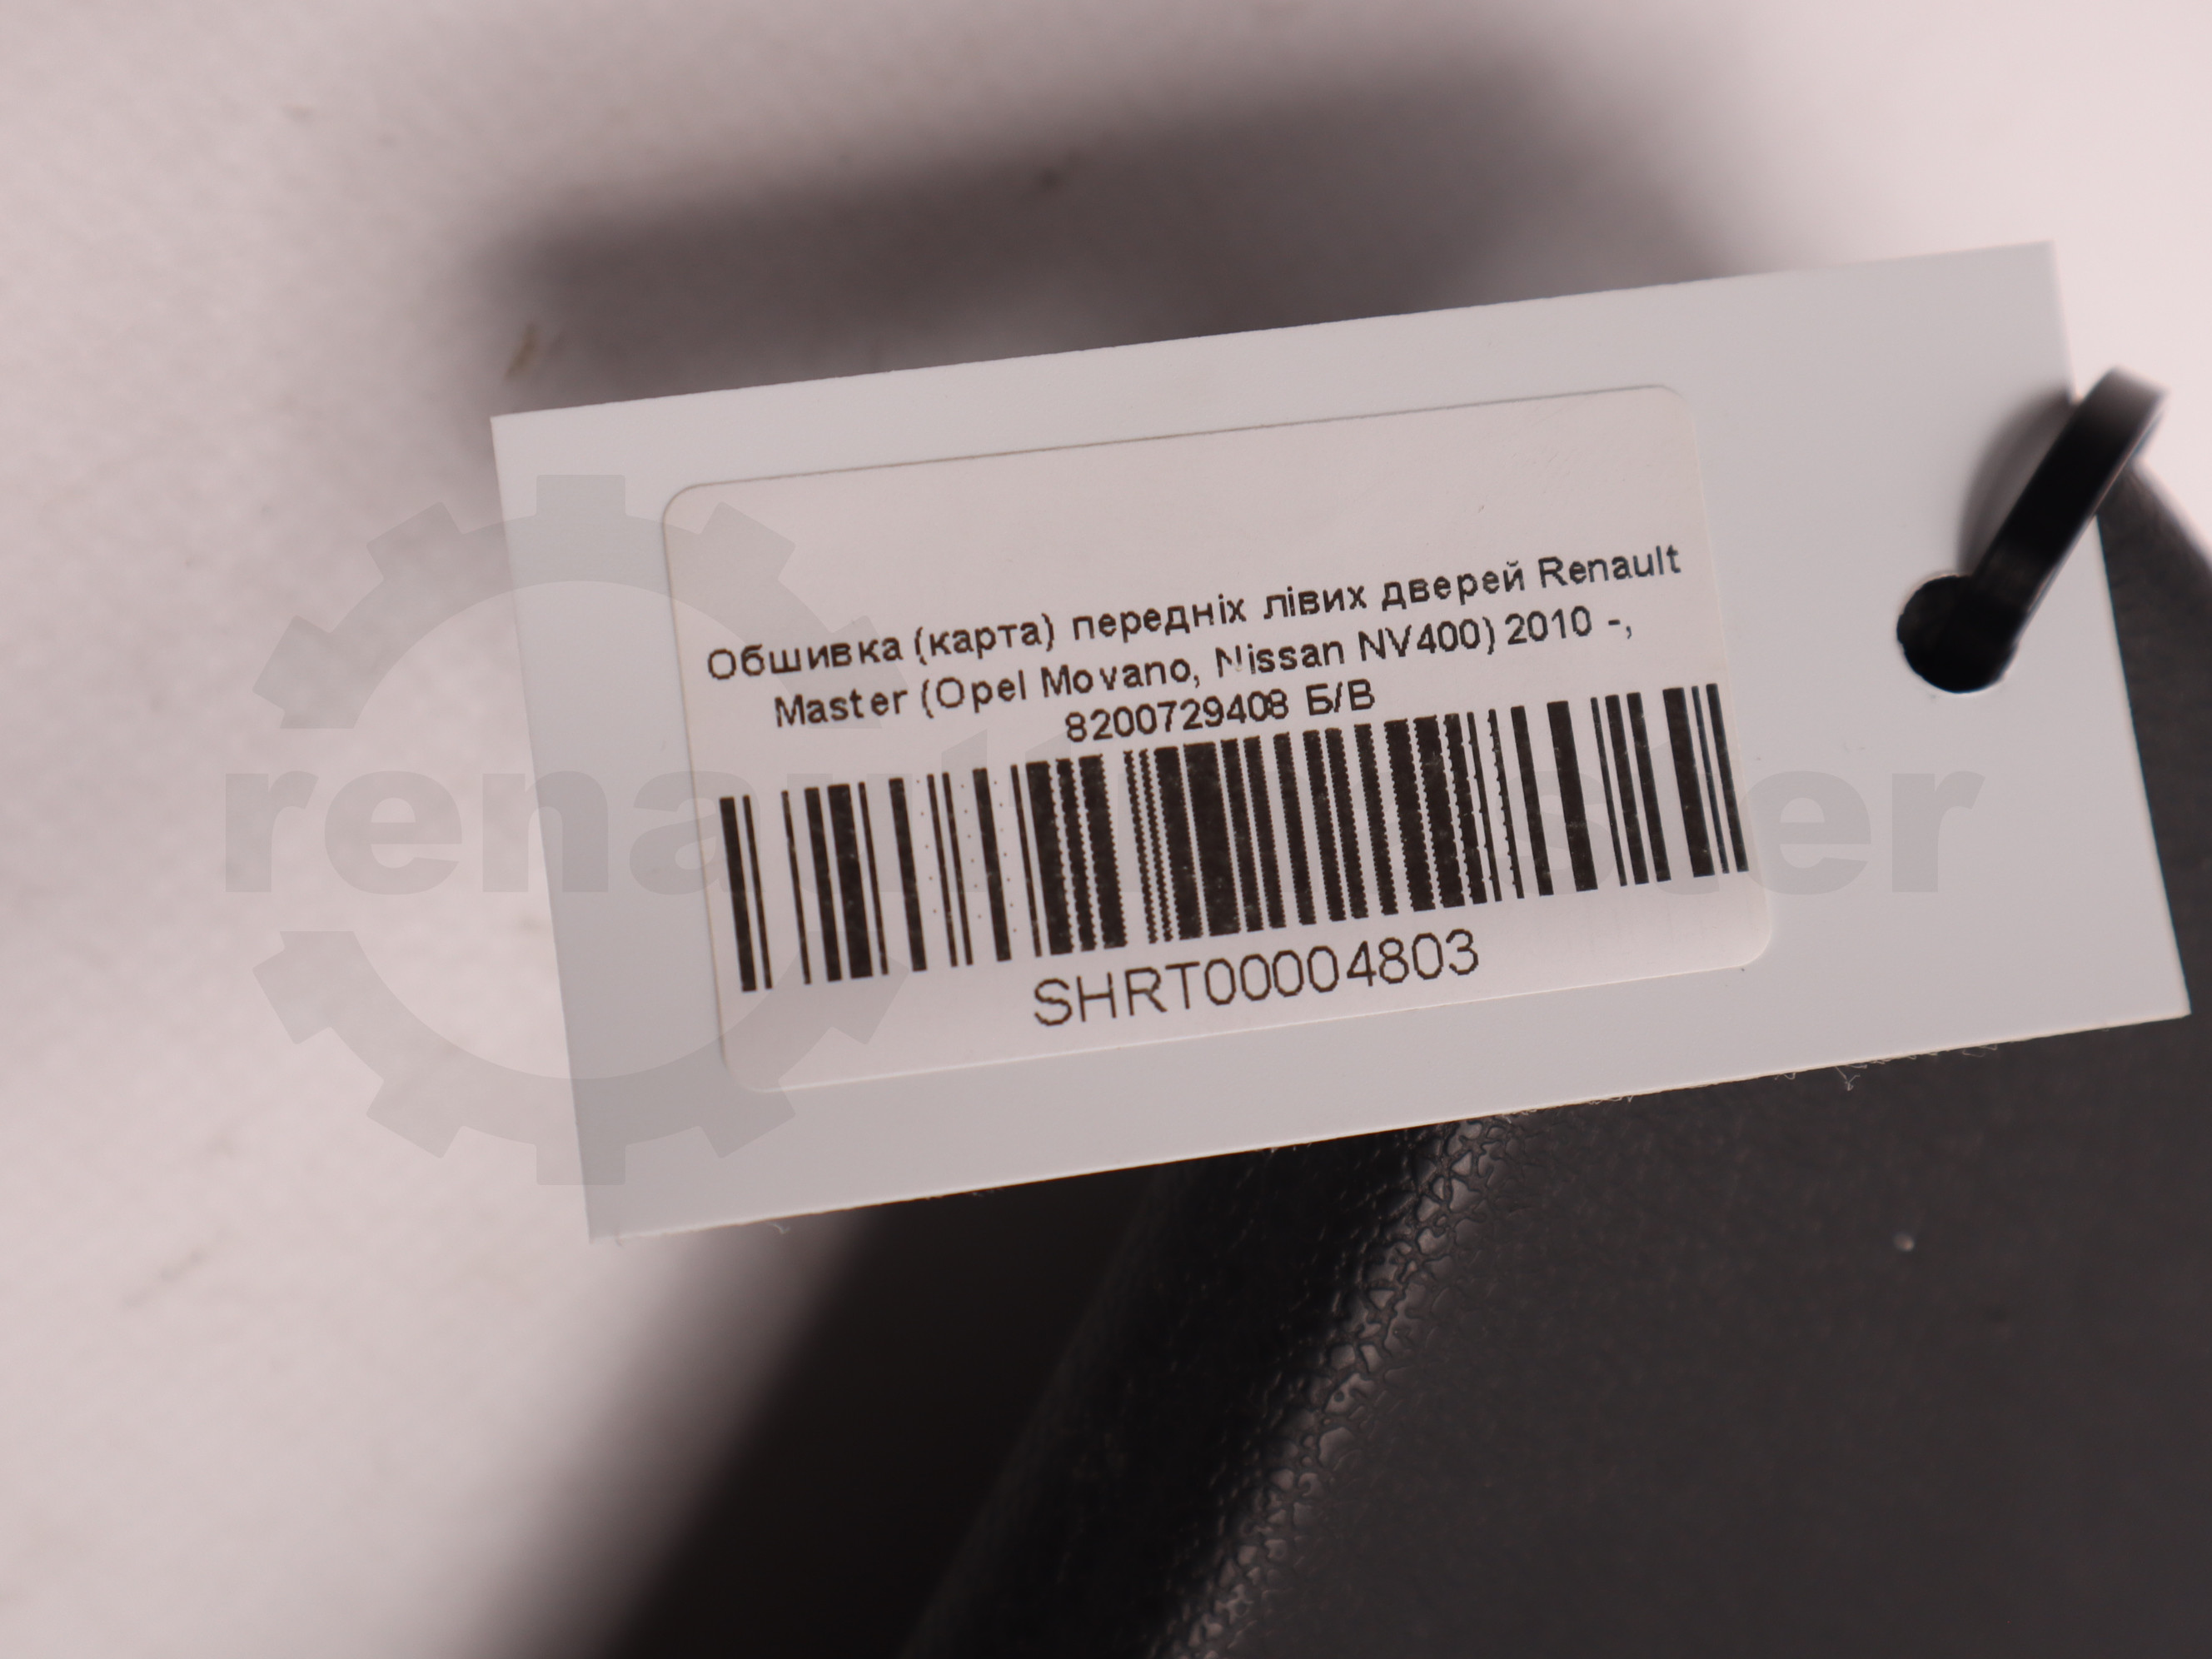 Обшивка (карта) передніх лівих дверей Renault
Master (Opel Movano, Nissan NV400) 2010 -,
8200729408 Б/В
SHRT00004803